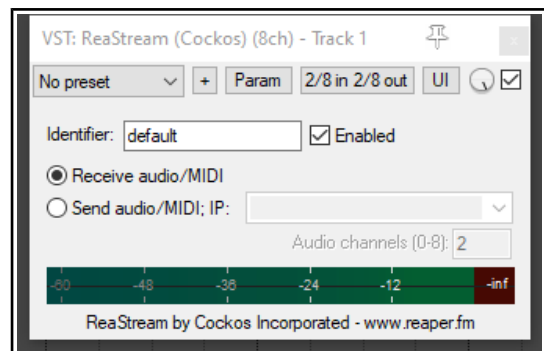 VST: ReaStream (Cockos) (8ch) - Track 1
No preset + Param 2/8 in 2/8 out UI
Identifier: default Enabled
Receive audio/MIDI
Send audio/MIDI; IP:
Audio channels (0-8): 2
-60 -48 -36 -24 -12 -inf
ReaStream by Cockos Incorporated - www.reaper.fm